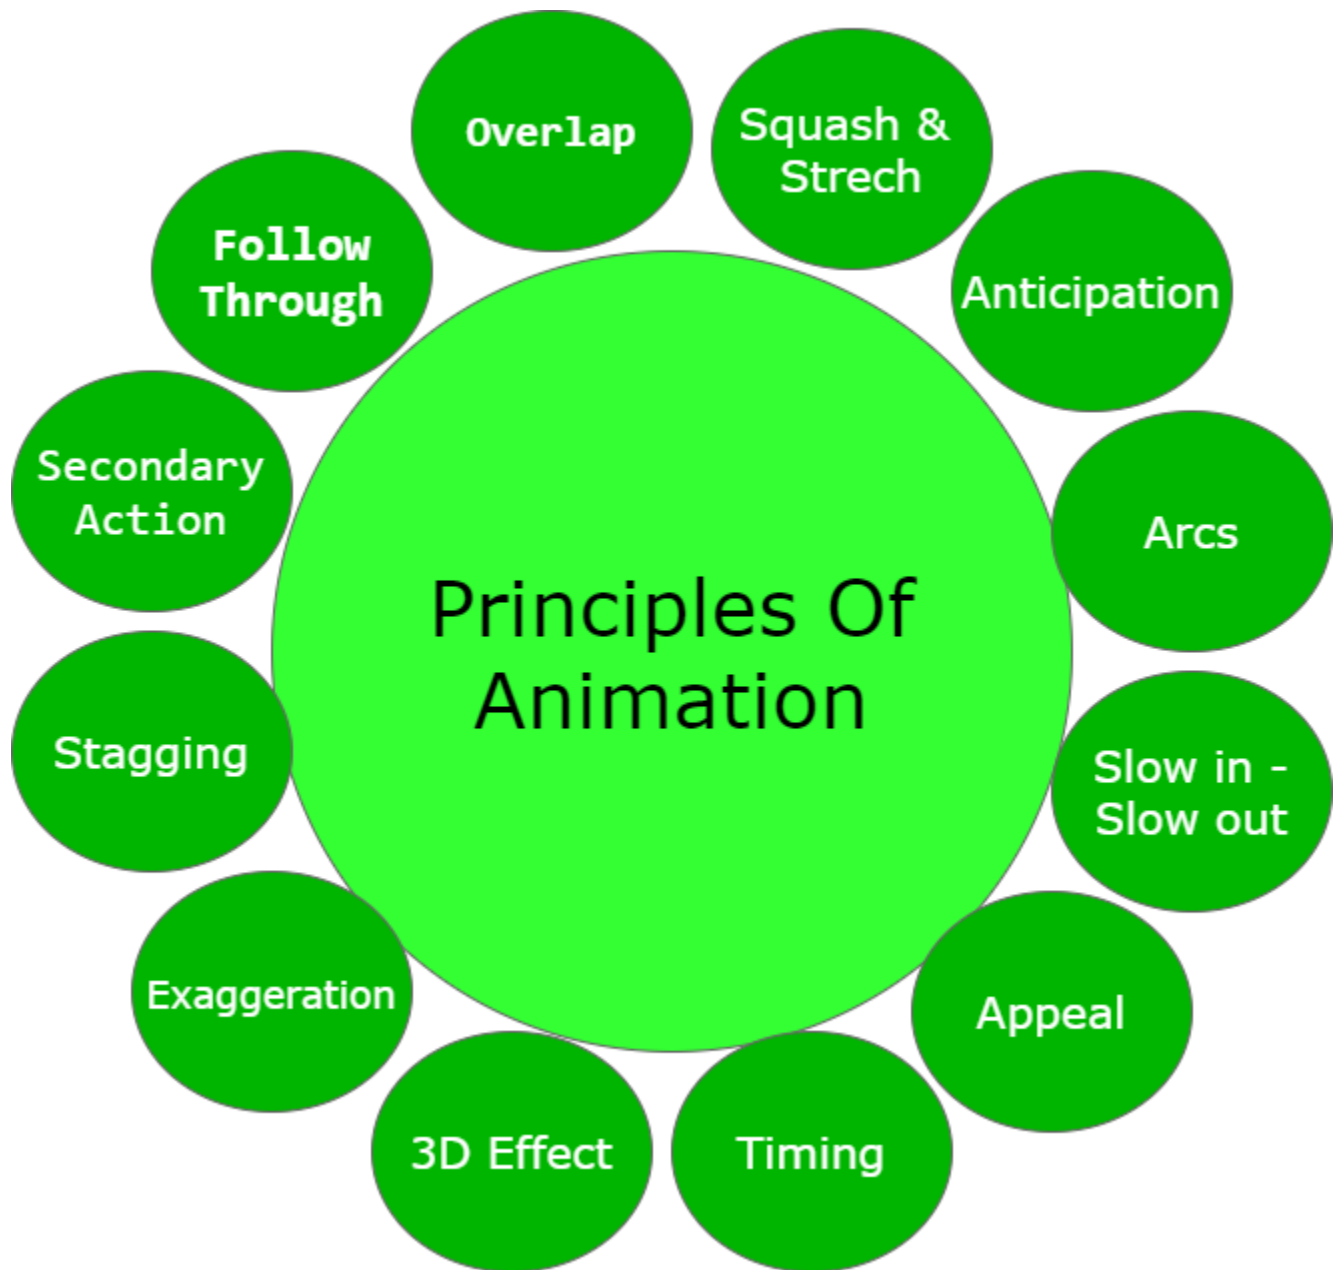 Overlap
Squash &
Strech
Anticipation
Arcs
Slow in -
Slow out
Appeal
Timing
3D Effect
Exaggeration
Stagging
Secondary
Action
Follow
Through
Principles Of
Animation